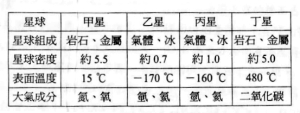 星球 甲星 乙星 丙星 丁星
星球組成 岩石、金屬 氣體、冰 氣體、冰 岩石、金屬
星球密度 約 5.5 約 0.7 約 1.0 約 5.0
表面溫度 15 ℃ －170 ℃ －160 ℃ 480 ℃
大氣成分 氮、氧 氫、氦 氫、氦 二氧化碳